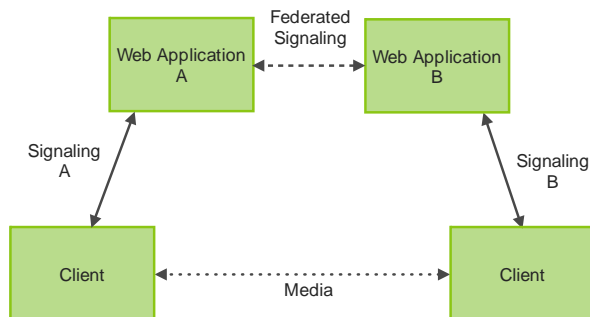 Federated
Signaling
Web Application
A
Web Application
B
Signaling
A
Signaling
B
Client
Client
Media